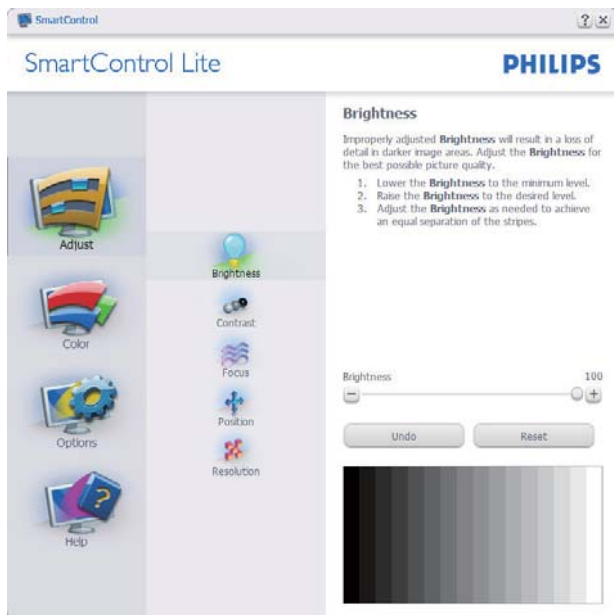 SmartControl
? ×
SmartControl Lite
PHILIPS
Adjust
Color
Options
?
Help
Brightness
Contrast
Focus
Position
Resolution
Brightness
Improperly adjusted Brightness will result in a loss of
detail in darker image areas. Adjust the Brightness for
the best possible picture quality.
1. Lower the Brightness to the minimum level.
2. Raise the Brightness to the desired level.
3. Adjust the Brightness as needed to achieve
an equal separation of the stripes.
Brightness 100
Undo Reset